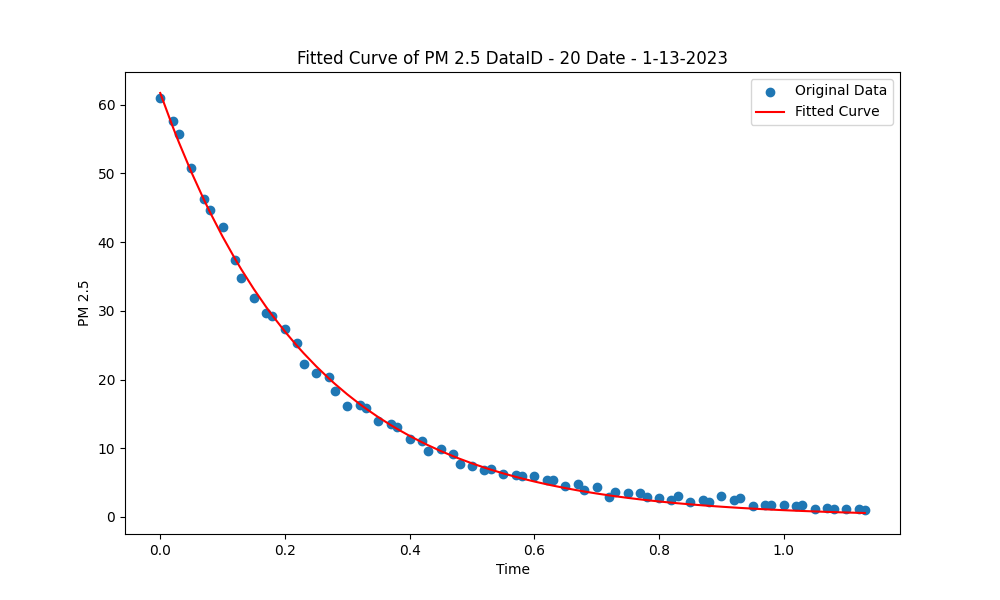 Fitted Curve of PM 2.5 DataID - 20 Date - 1-13-2023
Original Data
Fitted Curve
60
50
40
30
20
10
0
PM 2.5
0.0 0.2 0.4 0.6 0.8 1.0
Time